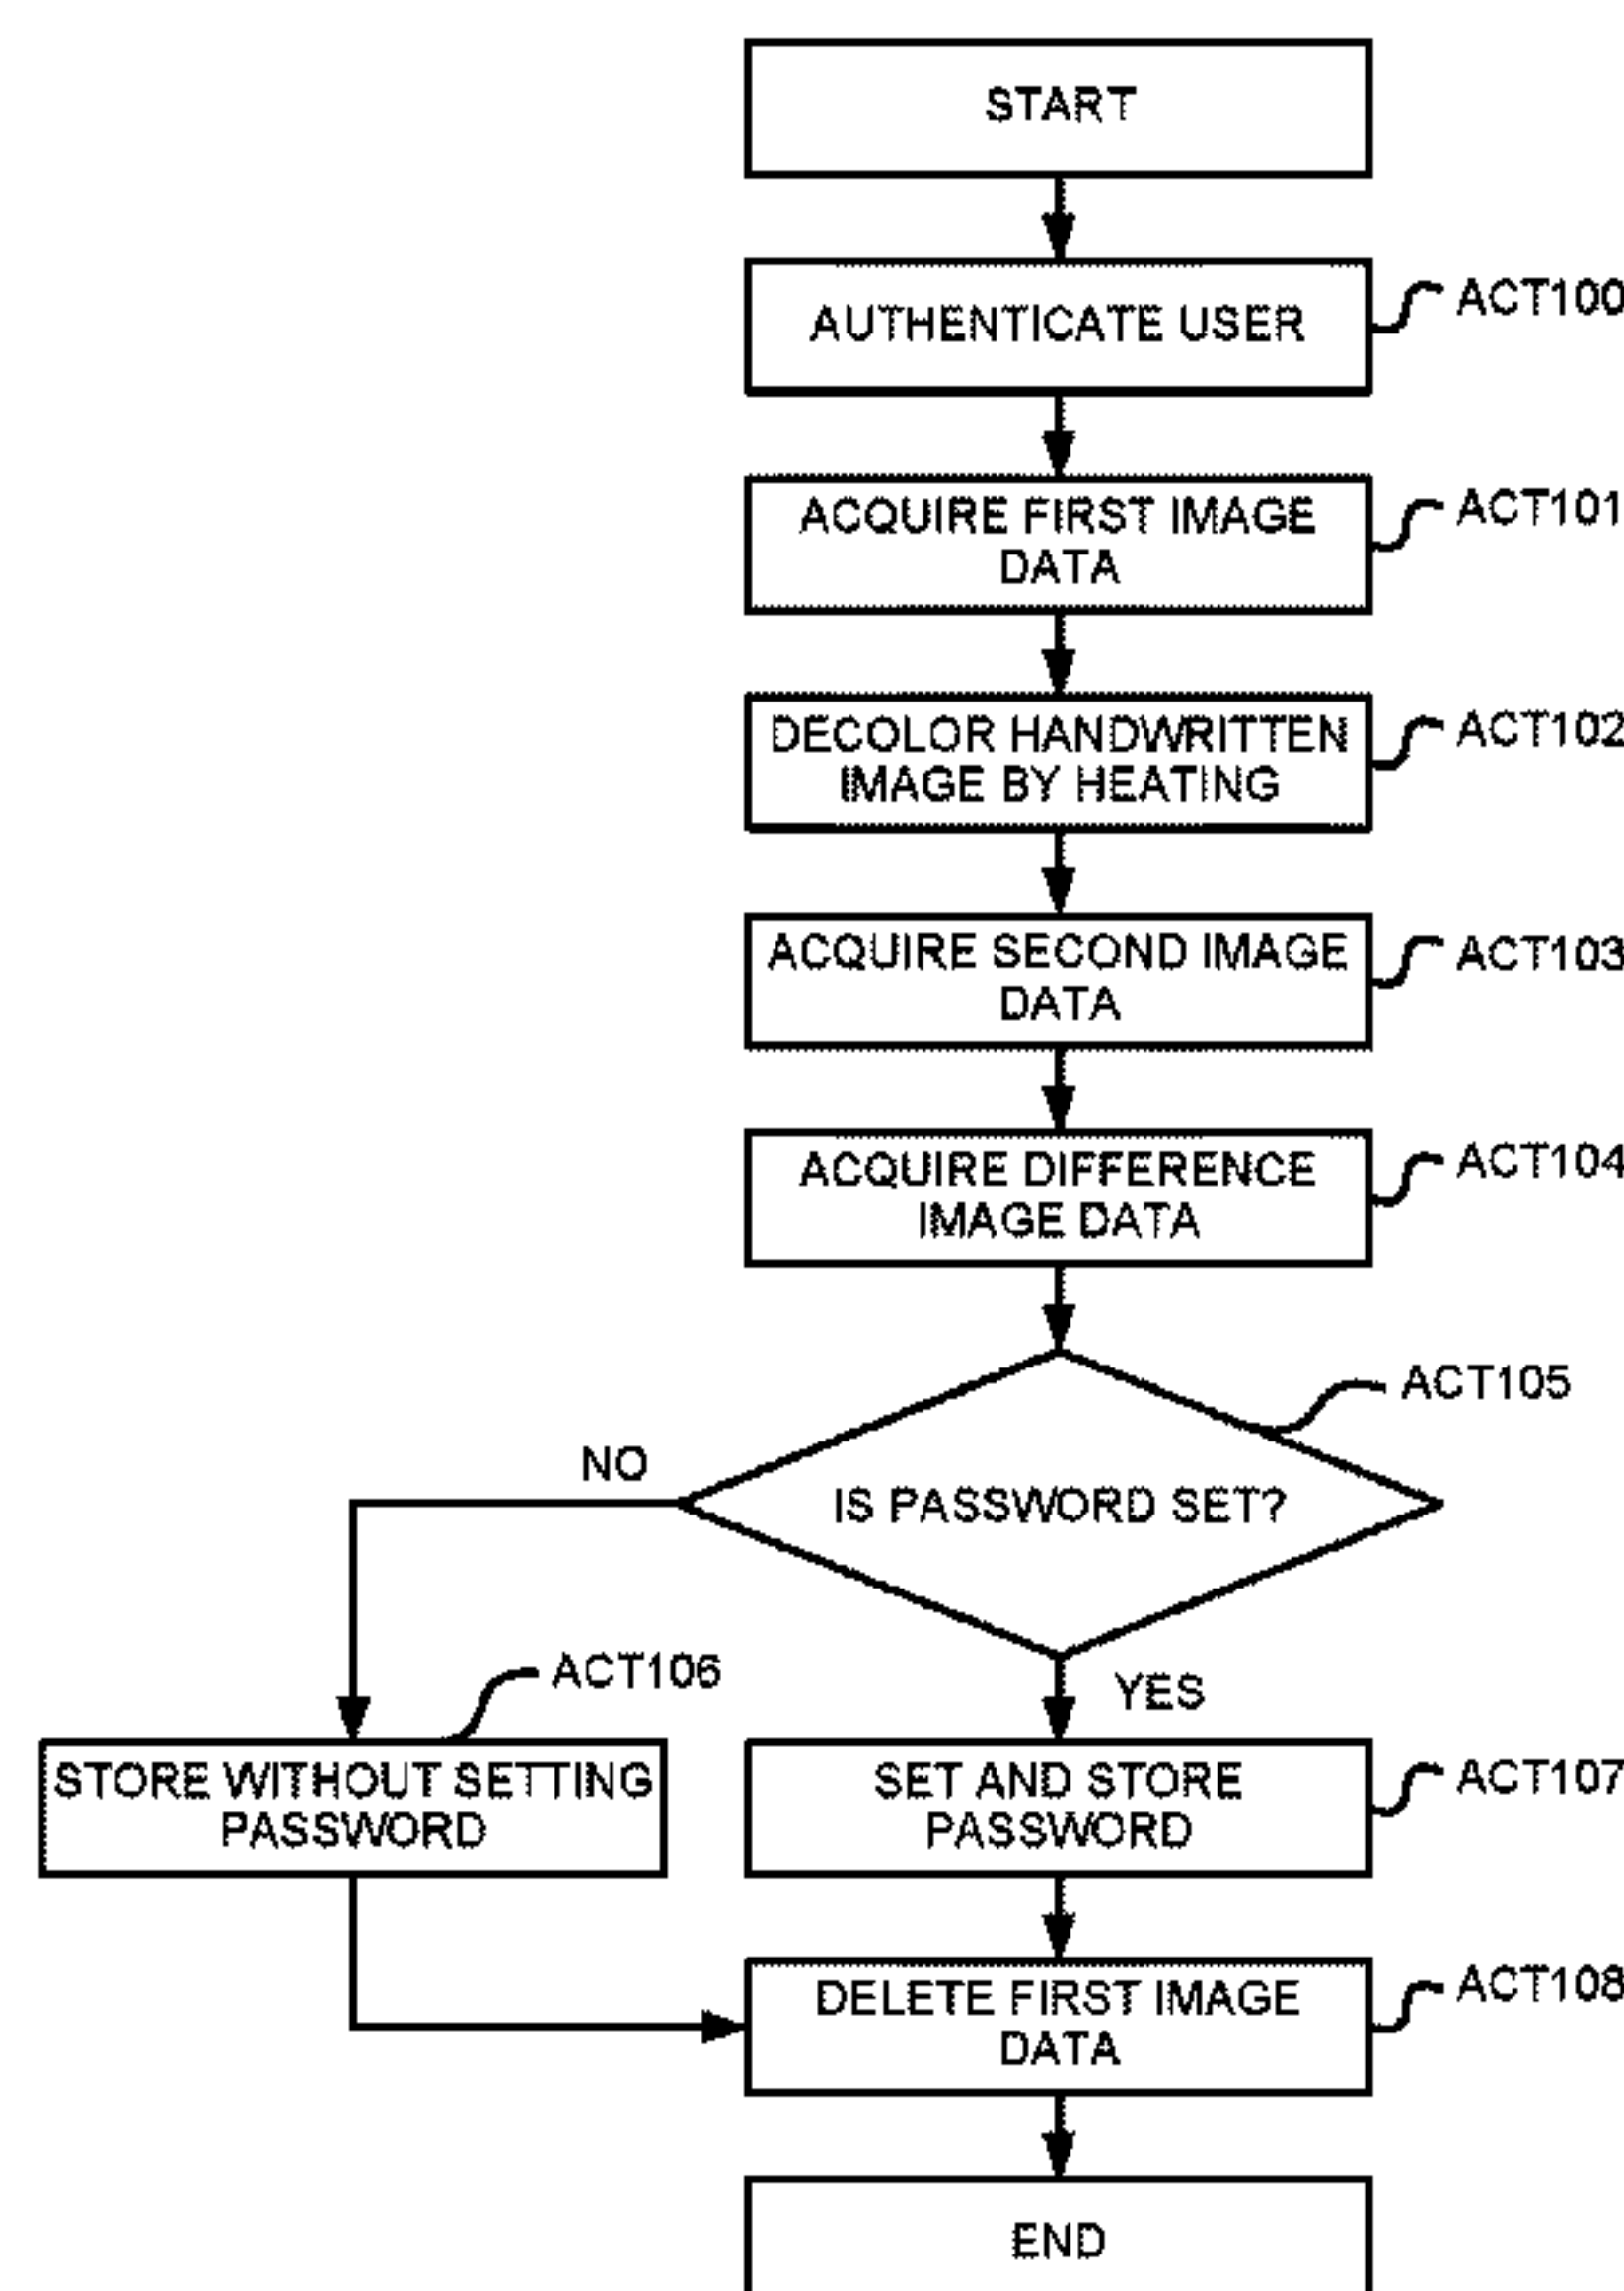 START
AUTHENTICATE USER
ACT100
ACQUIRE FIRST IMAGE
DATA
ACT101
DECOLOR HANDWRITTEN
IMAGE BY HEATING
ACT102
ACQUIRE SECOND IMAGE
DATA
ACT103
ACQUIRE DIFFERENCE
IMAGE DATA
ACT104
IS PASSWORD SET?
ACT105
NO
YES
STORE WITHOUT SETTING
PASSWORD
ACT106
SET AND STORE
PASSWORD
ACT107
DELETE FIRST IMAGE
DATA
ACT108
END